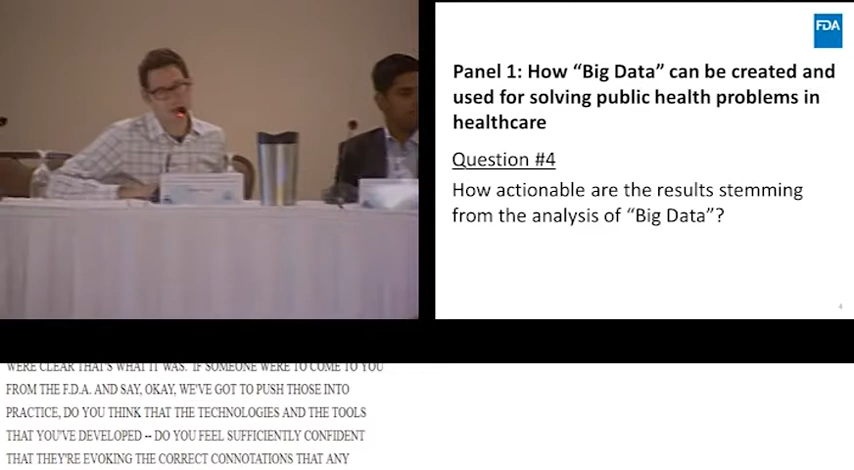 FDA
Panel 1: How “Big Data” can be created and
used for solving public health problems in
healthcare
Question #4
How actionable are the results stemming
from the analysis of “Big Data”?
4
WERE CLEAR THAT'S WHAT IT WAS. IF SOMEONE WERE TO COME TO YOU
FROM THE F.D.A. AND SAY, OKAY, WE'VE GOT TO PUSH THOSE INTO
PRACTICE, DO YOU THINK THAT THE TECHNOLOGIES AND THE TOOLS
THAT YOU'VE DEVELOPED -- DO YOU FEEL SUFFICIENTLY CONFIDENT
THAT THEY'RE EVOKING THE CORRECT CONNOTATIONS THAT ANY